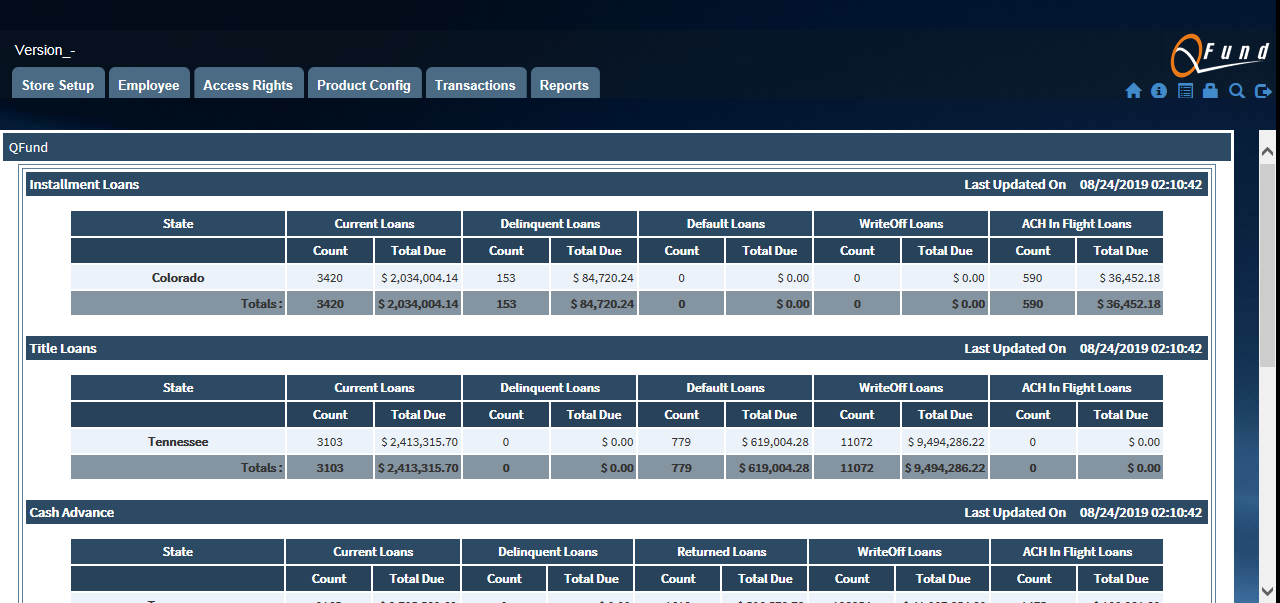 Version_-
QFund
Store Setup Employee Access Rights Product Config Transactions Reports
QFund
Installment Loans Last Updated On 08/24/2019 02:10:42
State Current Loans Delinquent Loans Default Loans WriteOff Loans ACH In Flight Loans
Count Total Due Count Total Due Count Total Due Count Total Due Count Total Due
Colorado 3420 $ 2,034,004.14 153 $ 84,720.24 0 $ 0.00 0 $ 0.00 590 $ 36,452.18
Totals : 3420 $ 2,034,004.14 153 $ 84,720.24 0 $ 0.00 0 $ 0.00 590 $ 36,452.18
Title Loans Last Updated On 08/24/2019 02:10:42
State Current Loans Delinquent Loans Default Loans WriteOff Loans ACH In Flight Loans
Count Total Due Count Total Due Count Total Due Count Total Due Count Total Due
Tennessee 3103 $ 2,413,315.70 0 $ 0.00 779 $ 619,004.28 11072 $ 9,494,286.22 0 $ 0.00
Totals : 3103 $ 2,413,315.70 0 $ 0.00 779 $ 619,004.28 11072 $ 9,494,286.22 0 $ 0.00
Cash Advance Last Updated On 08/24/2019 02:10:42
State Current Loans Delinquent Loans Returned Loans WriteOff Loans ACH In Flight Loans
Count Total Due Count Total Due Count Total Due Count Total Due Count Total Due